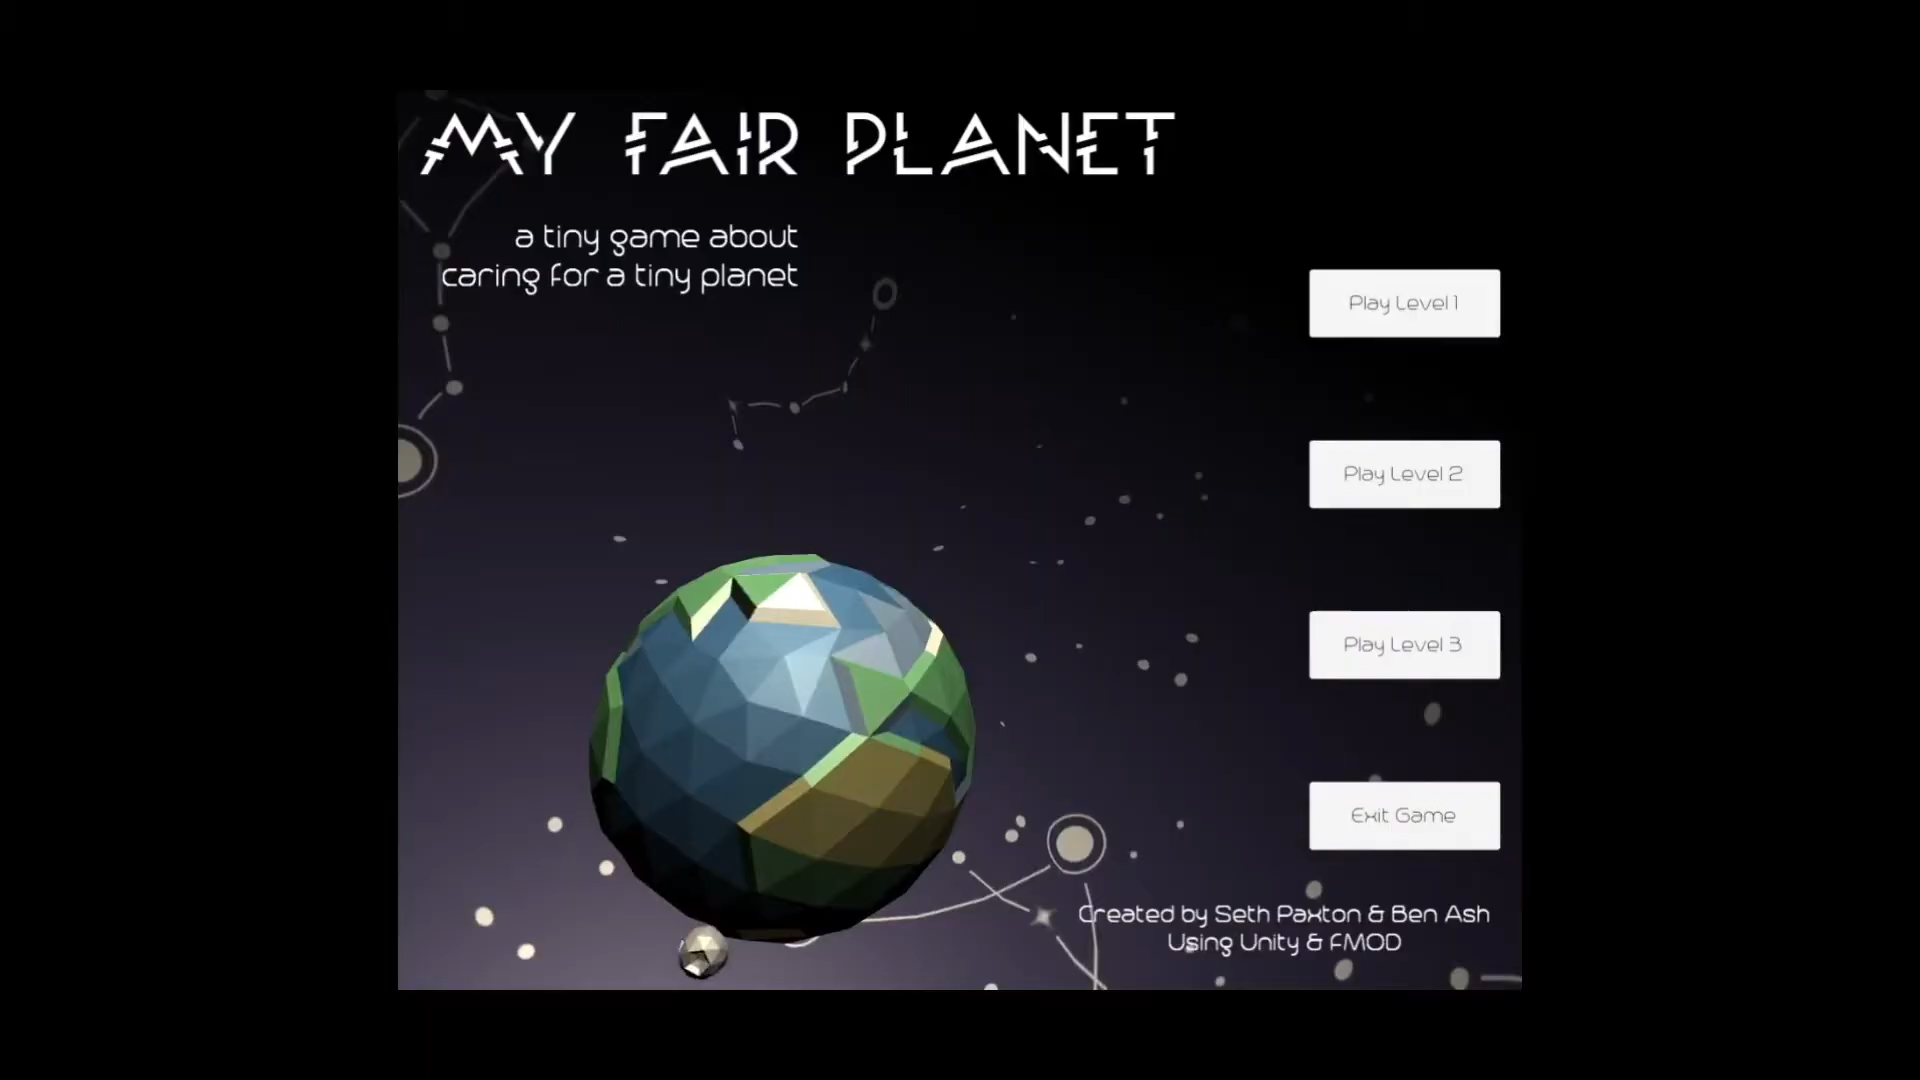 MY FAIR PLANET
a tiny game about
caring for a tiny planet
Play Level 1
Play Level 2
Play Level 3
Exit Game
Created by Seth Paxton & Ben Ash
Using Unity & FMOD